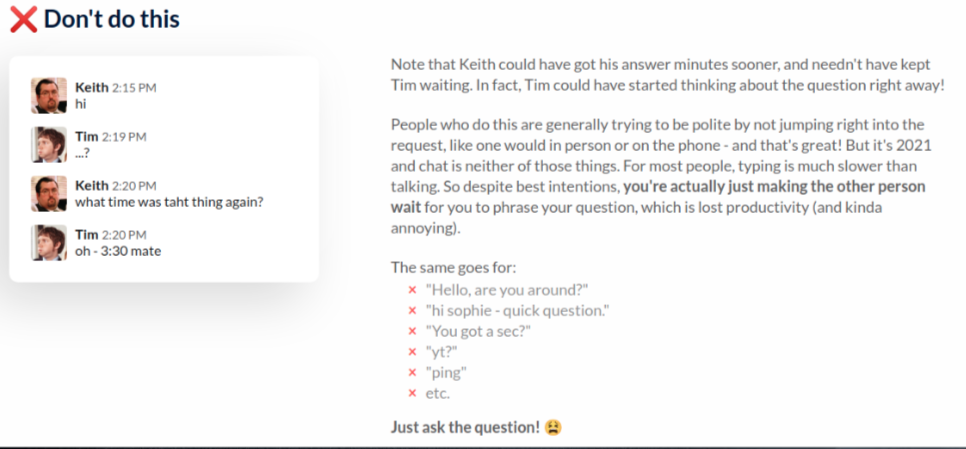 ❌ Don't do this
Keith 2:15 PM
hi
Tim 2:19 PM
...?
Keith 2:20 PM
what time was taht thing again?
Tim 2:20 PM
oh - 3:30 mate
Note that Keith could have got his answer minutes sooner, and needn't have kept
Tim waiting. In fact, Tim could have started thinking about the question right away!
People who do this are generally trying to be polite by not jumping right into the
request, like one would in person or on the phone - and that's great! But it's 2021
and chat is neither of those things. For most people, typing is much slower than
talking. So despite best intentions, you're actually just making the other person
wait for you to phrase your question, which is lost productivity (and kinda
annoying).
The same goes for:
× "Hello, are you around?"
× "hi sophie - quick question."
× "You got a sec?"
× "yt?"
× "ping"
× etc.
Just ask the question! 😫